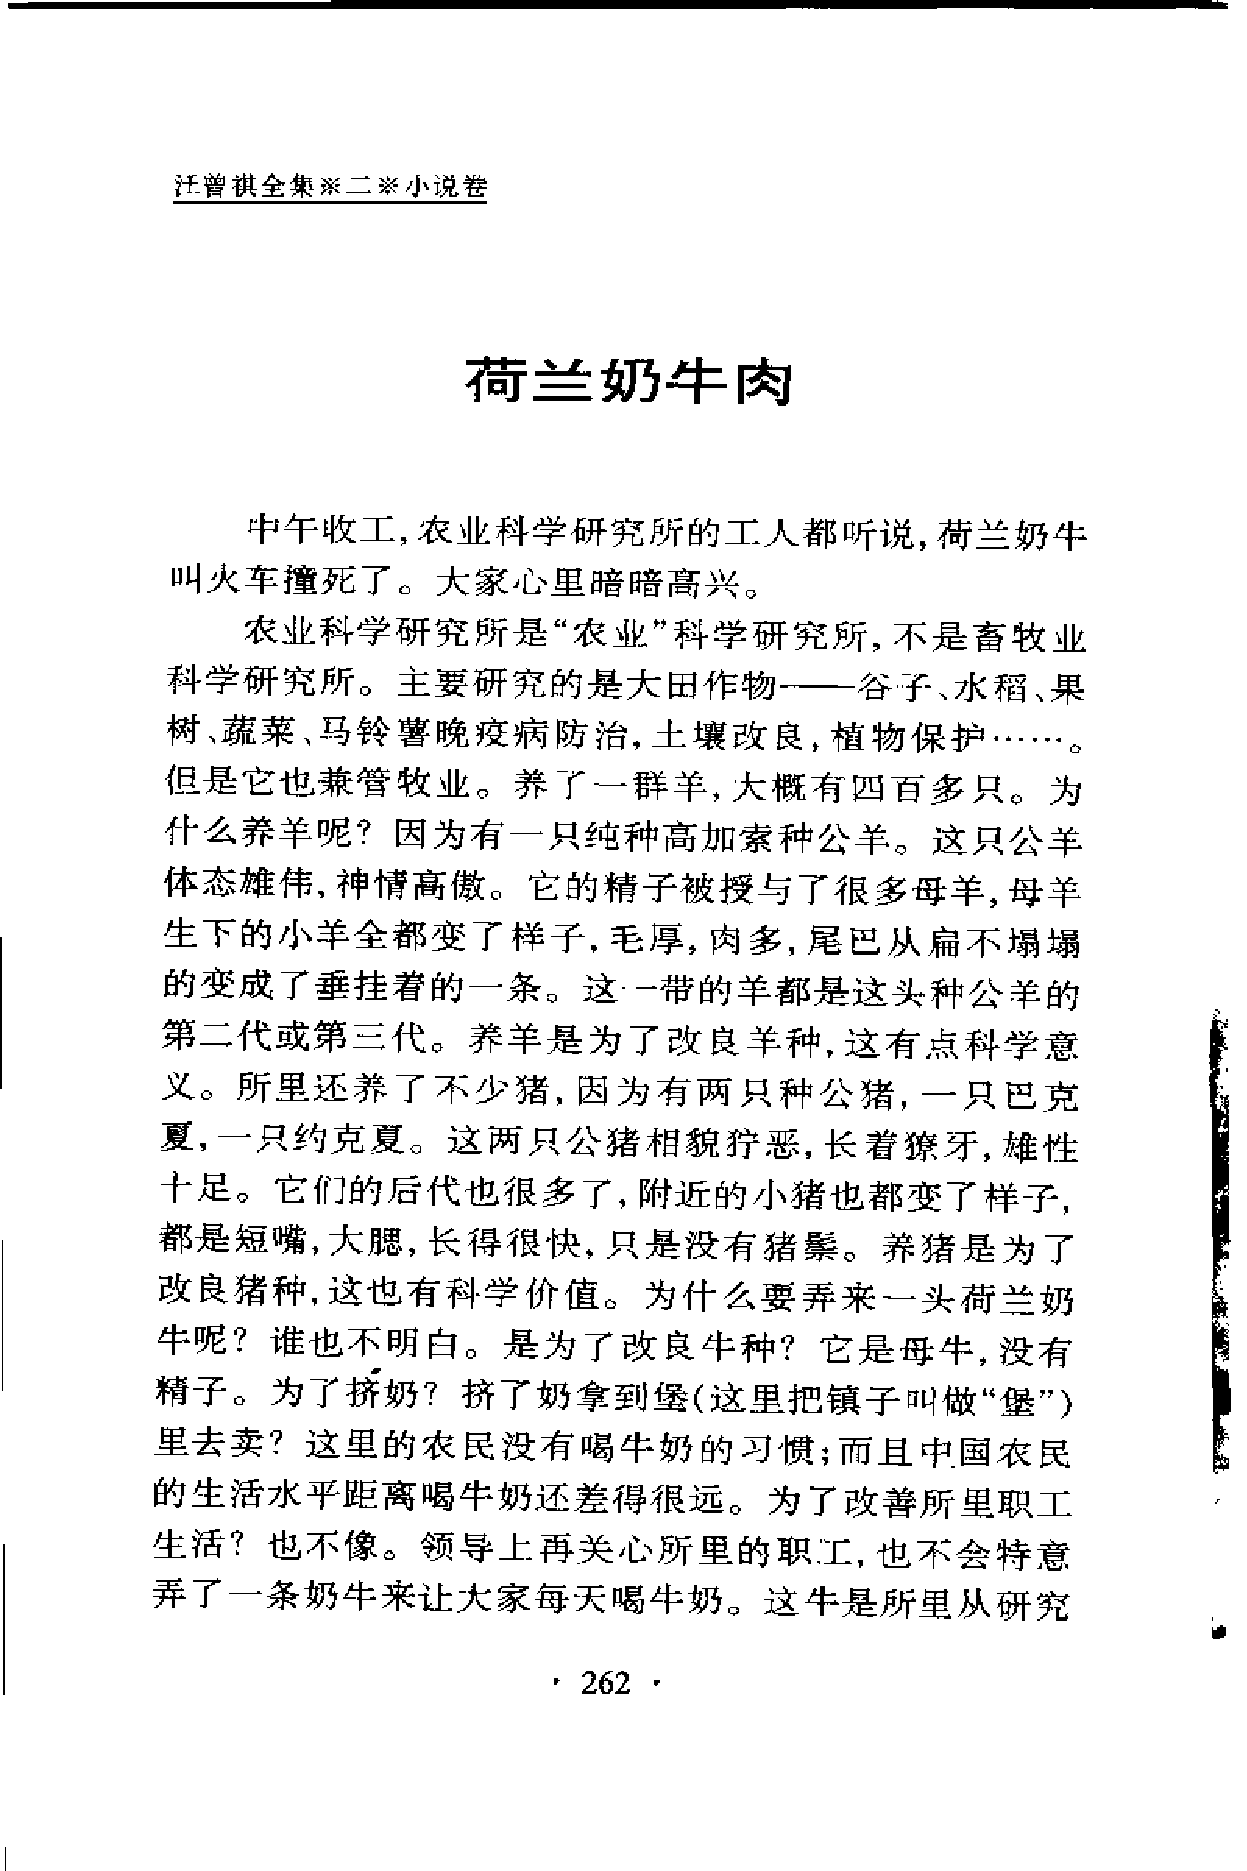 汪曾祺全集※二※小说卷
荷兰奶牛肉
中午收工,农业科学研究所的工人都听说,荷兰奶牛
叫火车撞死了。大家心里暗暗高兴。
农业科学研究所是“农业”科学研究所,不是畜牧业
科学研究所。主要研究的是大田作物——谷子、水稻、果
树、蔬菜、马铃薯晚疫病防治,土壤改良,植物保护……。
但是它也兼管牧业。养了一群羊,大概有四百多只。为
什么养羊呢?因为有一只纯种高加索种公羊。这只公羊
体态雄伟,神情高傲。它的精子被授与了很多母羊,母羊
生下的小羊全都变了样子,毛厚,肉多,尾巴从扁不塌塌
的变成了垂挂着的一条。这一带的羊都是这头种公羊的
第二代或第三代。养羊是为了改良羊种,这有点科学意
义。所里还养了不少猪,因为有两只种公猪,一只巴克
夏,一只约克夏。这两只公猪相貌狞恶,长着獠牙,雄性
十足。它们的后代也很多了,附近的小猪也都变了样子,
都是短嘴,大腮,长得很快,只是没有猪鬃。养猪是为了
改良猪种,这也有科学价值。为什么要弄来一头荷兰奶
牛呢?谁也不明白。是为了改良牛种?它是母牛,没有
精子。为了挤奶?挤了奶拿到堡(这里把镇子叫做“堡”)
里去卖?这里的农民没有喝牛奶的习惯;而且中国农民
的生活水平距离喝牛奶还差得很远。为了改善所里职工
生活?也不像。领导上再关心所里的职工,也不会特意
弄了一条奶牛来让大家每天喝牛奶。这牛是所里从研究
· 262 ·